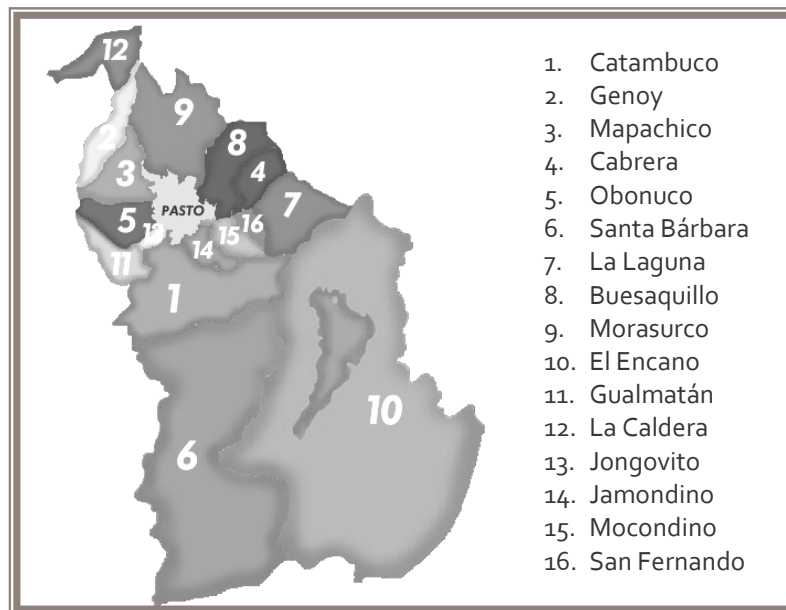 12
9
8
2
4
3
7
PASTO
5
16
13
15
14
11
1
10
6
1. Catambuco
2. Genoy
3. Mapachico
4. Cabrera
5. Obonuco
6. Santa Bárbara
7. La Laguna
8. Buesaquillo
9. Morasurco
10. El Encano
11. Gualmatán
12. La Caldera
13. Jongovito
14. Jamondino
15. Mocondino
16. San Fernando